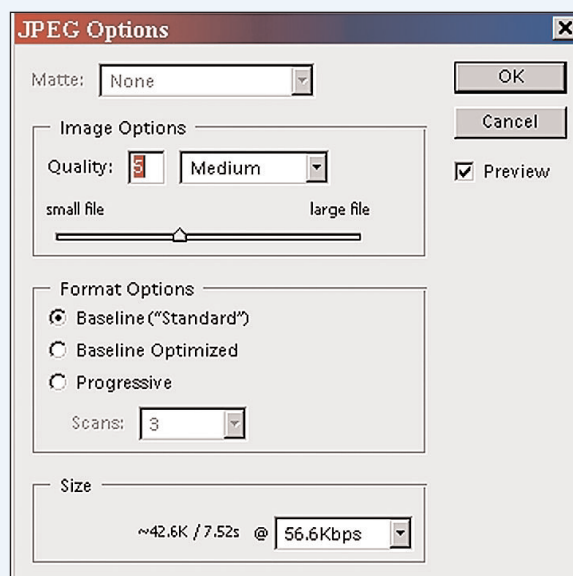 JPEG Options
Matte: None
OK
Cancel
Preview
Image Options
Quality: 5 Medium
small file large file
Format Options
Baseline (“Standard”)
Baseline Optimized
Progressive
Scans: 3
Size
~42.6K / 7.52s @ 56.6Kbps